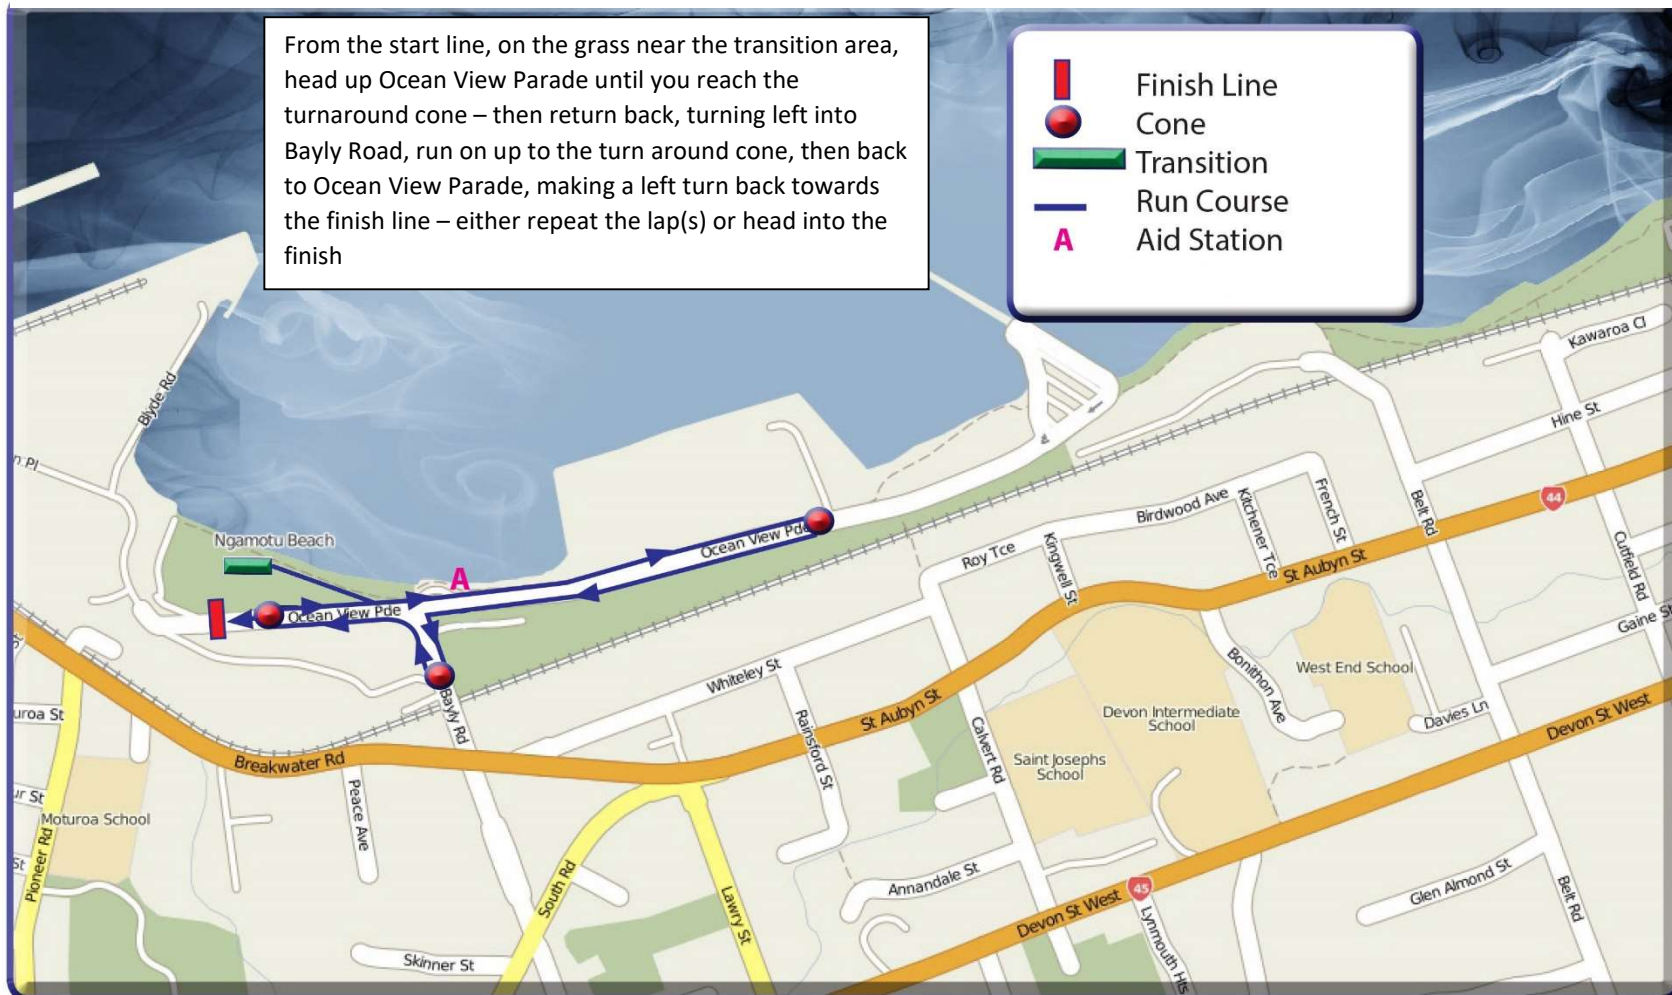 From the start line, on the grass near the transition area,
head up Ocean View Parade until you reach the
turnaround cone – then return back, turning left into
Bayly Road, run on up to the turn around cone, then back
to Ocean View Parade, making a left turn back towards
the finish line – either repeat the lap(s) or head into the
finish
Finish Line
Cone
Transition
Run Course
A Aid Station
Kawaroa Cl
Blyde Rd
Hine St
n Pl
French St
Belt Rd
44
Birdwood Ave
Kitchener Tce
Ocean View Pde
Ngamotu Beach
Roy Tce
Kingwell St
St Aubyn St
Cutfield Rd
A
Ocean View Pde
Gaine St
St
Whiteley St
Bonithon Ave
West End School
uroa St
Bayly Rd
Rainsford St
St Aubyn St
Calvert Rd
Devon Intermediate
School
Davies Ln
Devon St West
Breakwater Rd
Saint Josephs
School
ur St
Moturoa School
Peace Ave
St
Pioneer Rd
South Rd
Lawry St
Annandale St
45
Devon St West
Glen Almond St
Belt Rd
Lynmouth Hts
Skinner St